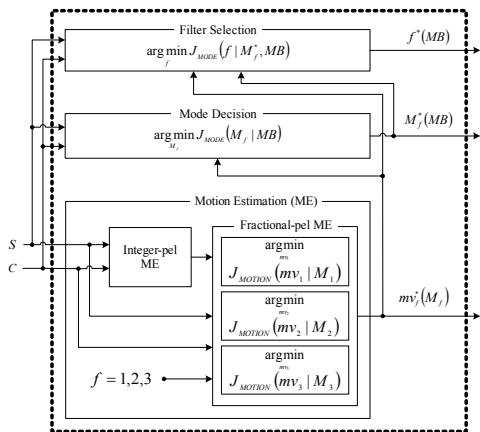 Filter Selection
arg min J_MODE(f | M*_f, MB)
f
f*(MB)
Mode Decision
arg min J_MODE(M_f | MB)
M_f
M*_f(MB)
Motion Estimation (ME)
Fractional-pel ME
S
C
Integer-pel
ME
arg min
mv_1
J_MOTION(mv_1 | M_1)
arg min
mv_2
J_MOTION(mv_2 | M_2)
mv*_f(M_f)
f = 1,2,3
arg min
mv_3
J_MOTION(mv_3 | M_3)